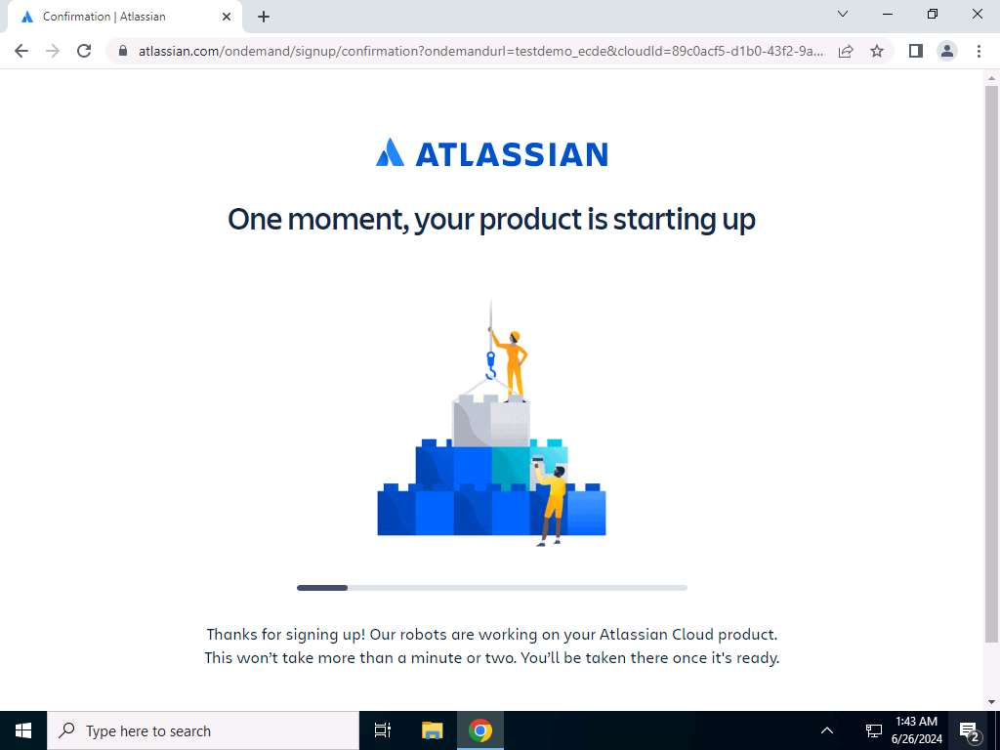 Confirmation | Atlassian
atlassian.com/ondemand/signup/confirmation?ondemandurl=testdemo_ecde&cloudId=89c0acf5-d1b0-43f2-9a...
ATLASSIAN
One moment, your product is starting up
Thanks for signing up! Our robots are working on your Atlassian Cloud product.
This won’t take more than a minute or two. You’ll be taken there once it's ready.
Type here to search
1:43 AM
6/26/2024
2